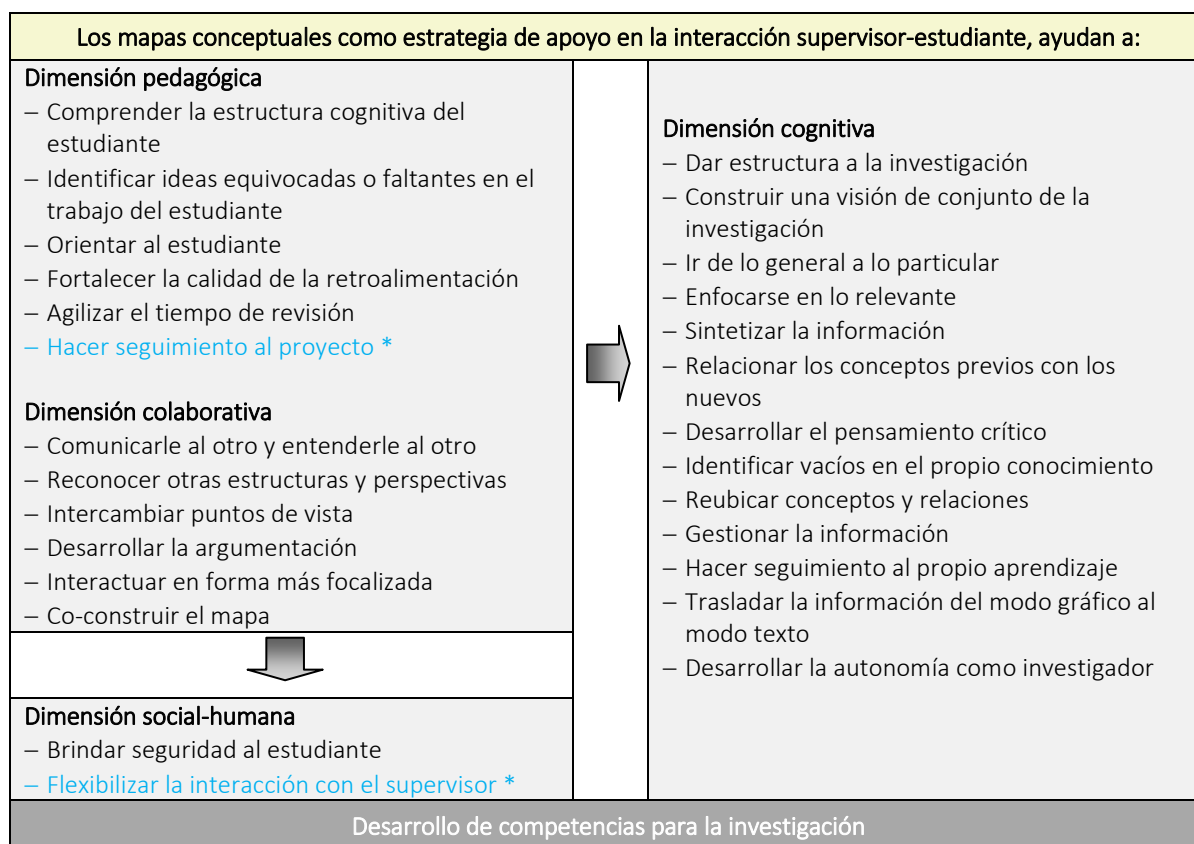 Los mapas conceptuales como estrategia de apoyo en la interacción supervisor-estudiante, ayudan a:
Dimensión pedagógica
– Comprender la estructura cognitiva del
estudiante
– Identificar ideas equivocadas o faltantes en el
trabajo del estudiante
– Orientar al estudiante
– Fortalecer la calidad de la retroalimentación
– Agilizar el tiempo de revisión
– Hacer seguimiento al proyecto *
Dimensión colaborativa
– Comunicarle al otro y entenderle al otro
– Reconocer otras estructuras y perspectivas
– Intercambiar puntos de vista
– Desarrollar la argumentación
– Interactuar en forma más focalizada
– Co-construir el mapa
Dimensión social-humana
– Brindar seguridad al estudiante
– Flexibilizar la interacción con el supervisor *
Dimensión cognitiva
– Dar estructura a la investigación
– Construir una visión de conjunto de la
investigación
– Ir de lo general a lo particular
– Enfocarse en lo relevante
– Sintetizar la información
– Relacionar los conceptos previos con los
nuevos
– Desarrollar el pensamiento crítico
– Identificar vacíos en el propio conocimiento
– Reubicar conceptos y relaciones
– Gestionar la información
– Hacer seguimiento al propio aprendizaje
– Trasladar la información del modo gráfico al
modo texto
– Desarrollar la autonomía como investigador
Desarrollo de competencias para la investigación